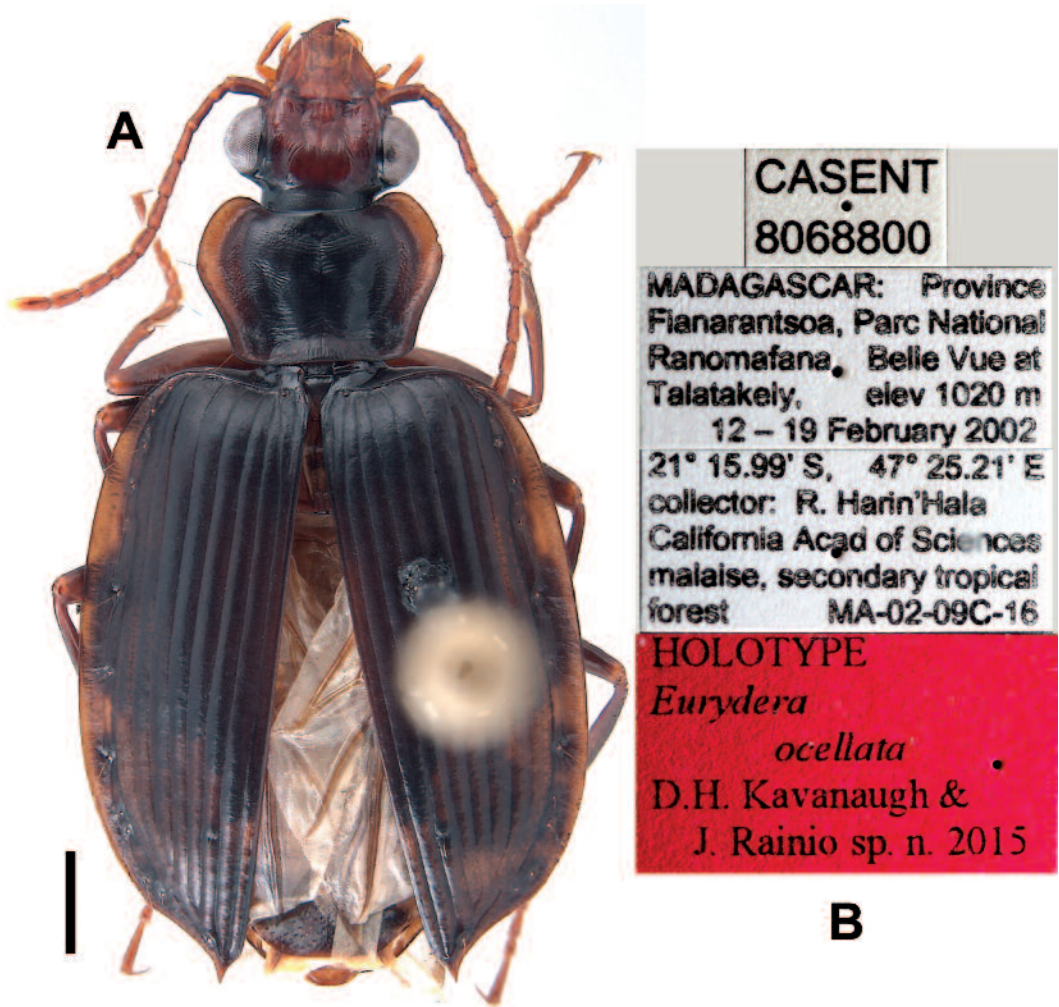 A
CASENT
8068800
MADAGASCAR: Province
Fianarantsoa, Parc National
Ranomafana, Belle Vue at
Talatakely, elev 1020 m
12 – 19 February 2002
21° 15.99' S, 47° 25.21' E
collector: R. Harin'Hala
California Acad of Sciences
malaise, secondary tropical
forest MA-02-09C-16
HOLOTYPE
Eurydera
ocellata
D.H. Kavanaugh &
J. Rainio sp. n. 2015
B